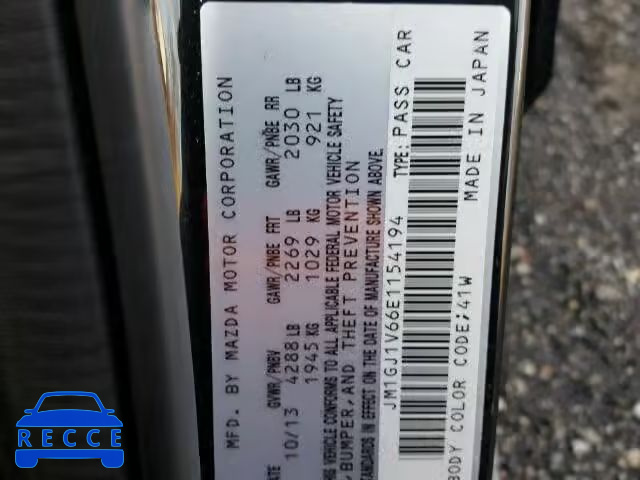 MFD. BY MAZDA MOTOR CORPORATION
DATE GVWR/PNBV GAWR/PNBE FRT GAWR/PNBE RR
10/13 4288 LB 2269 LB 2030 LB
1945 KG 1029 KG 921 KG
THIS VEHICLE CONFORMS TO ALL APPLICABLE FEDERAL MOTOR VEHICLE SAFETY
BUMPER, AND THEFT PREVENTION
STANDARDS IN EFFECT ON THE DATE OF MANUFACTURE SHOWN ABOVE.
JM1GJ1V66E1154194 TYPE: PASS CAR
BODY COLOR CODE: 41W MADE IN JAPAN
RECCE